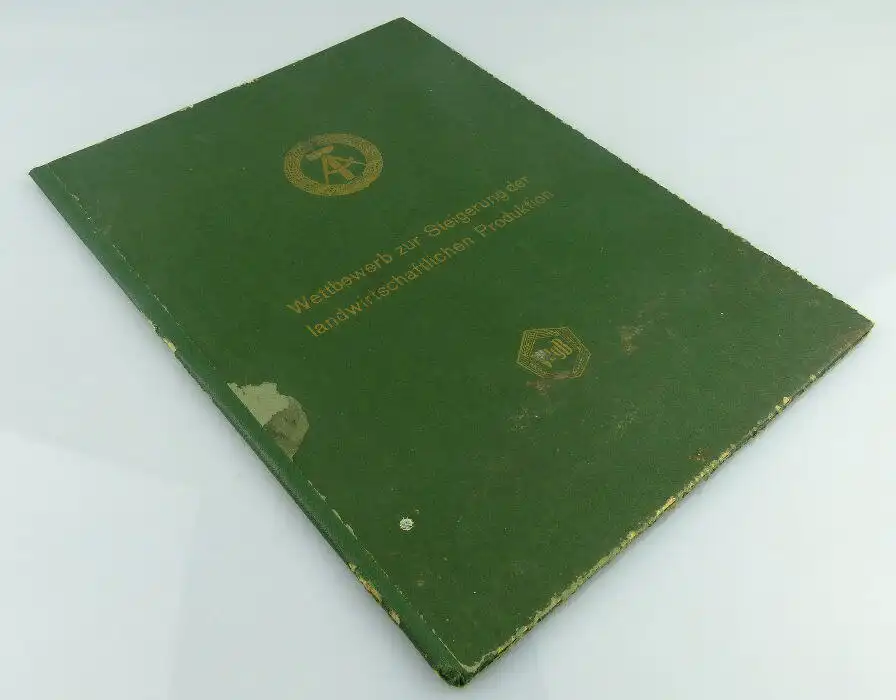 Wettbewerb zur Steigerung der
landwirtschaftlichen Produktion